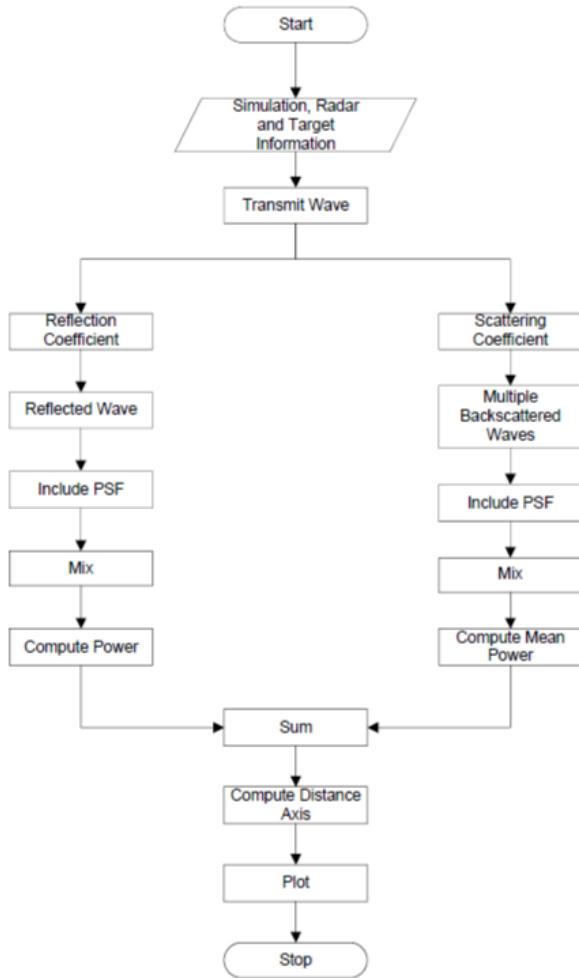 Start
Simulation, Radar
and Target
Information
Transmit Wave
Reflection
Coefficient
Reflected Wave
Include PSF
Mix
Compute Power
Scattering
Coefficient
Multiple
Backscattered
Waves
Include PSF
Mix
Compute Mean
Power
Sum
Compute Distance
Axis
Plot
Stop